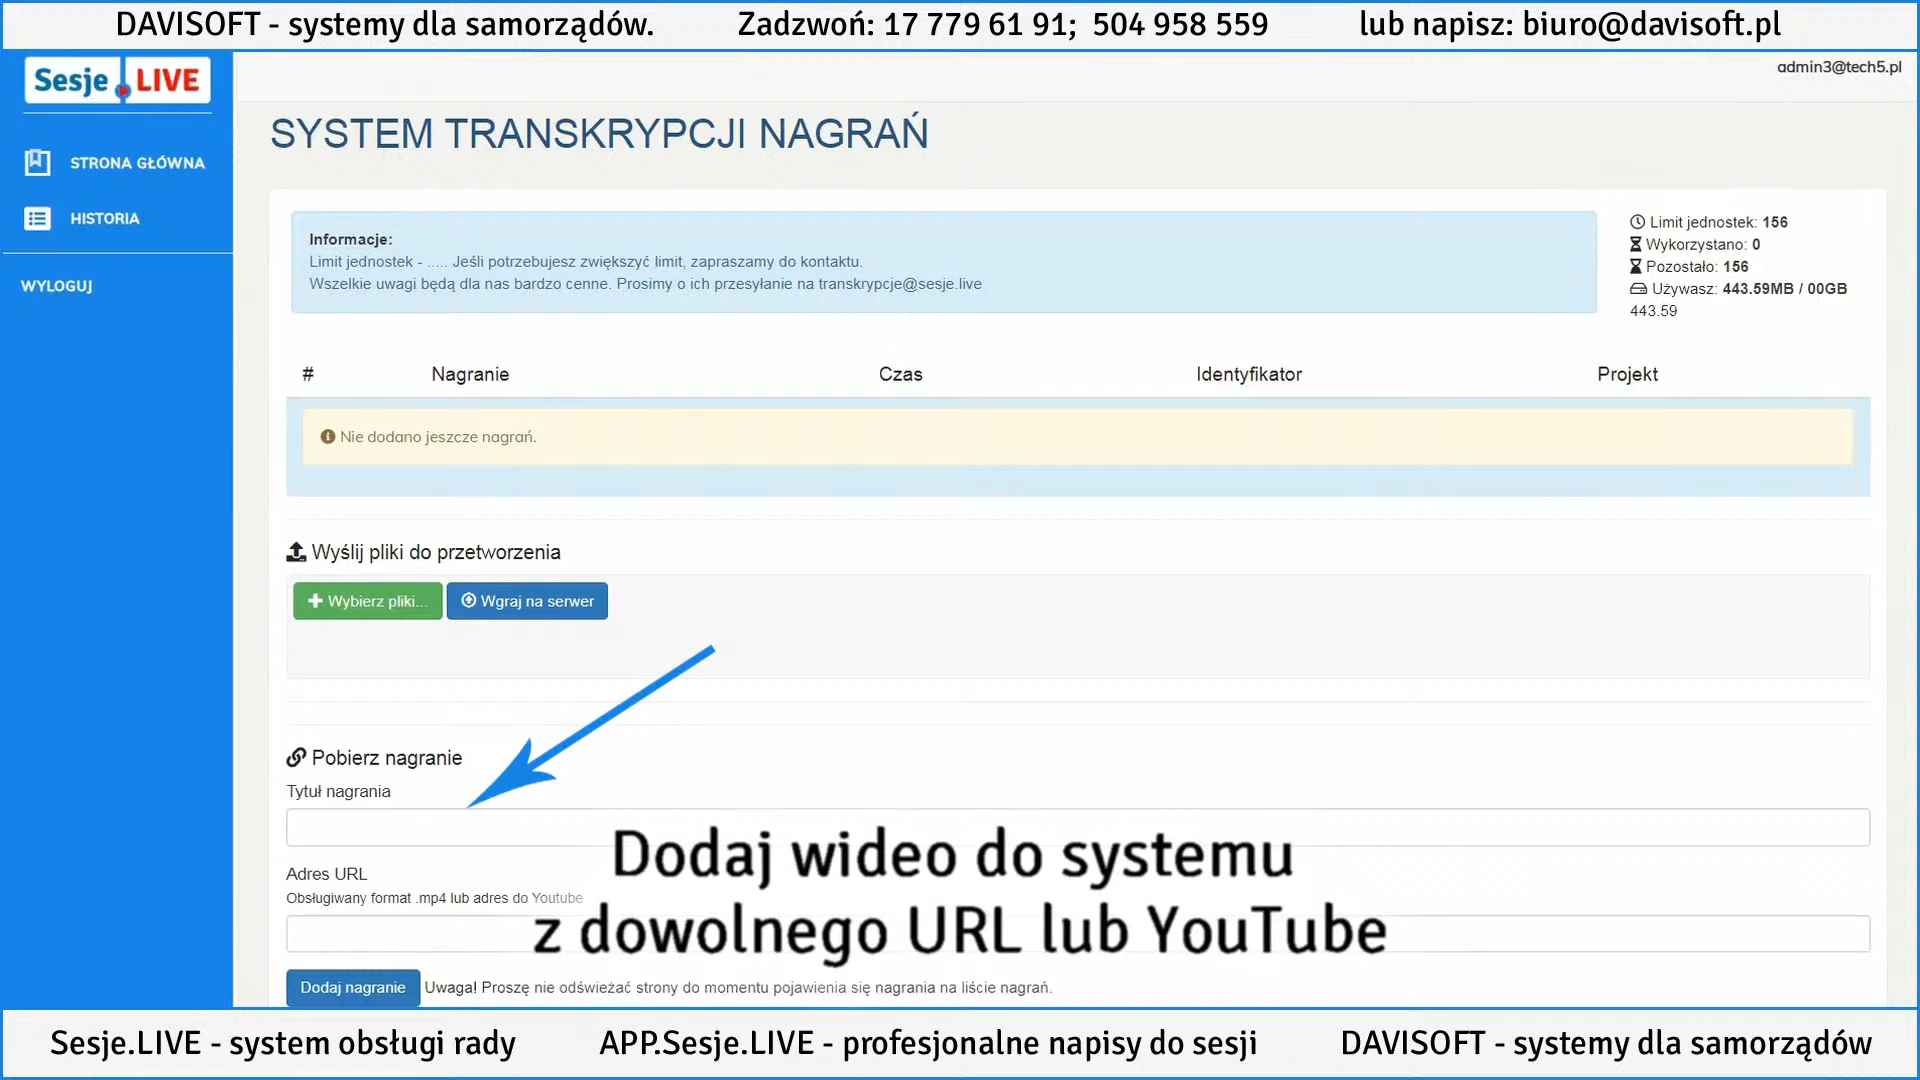 DAVISOFT - systemy dla samorządów. Zadzwoń: 17 779 61 91; 504 958 559 lub napisz: biuro@davisoft.pl
Sesje LIVE
admin3@tech5.pl
STRONA GŁÓWNA
HISTORIA
WYLOGUJ
SYSTEM TRANSKRYPCJI NAGRAŃ
Informacje:
Limit jednostek - ..... Jeśli potrzebujesz zwiększyć limit, zapraszamy do kontaktu.
Wszelkie uwagi będą dla nas bardzo cenne. Prosimy o ich przesyłanie na transkrypcje@sesje.live
Limit jednostek: 156
Wykorzystano: 0
Pozostało: 156
Używasz: 443.59MB / 00GB
443.59
# Nagranie Czas Identyfikator Projekt
Nie dodano jeszcze nagrań.
Wyślij pliki do przetworzenia
Wybierz pliki... Wgraj na serwer
Pobierz nagranie
Tytuł nagrania
Adres URL
Obsługiwany format .mp4 lub adres do Youtube
Dodaj wideo do systemu
z dowolnego URL lub YouTube
Dodaj nagranie Uwaga! Proszę nie odświeżać strony do momentu pojawienia się nagrania na liście nagrań.
Sesje.LIVE - system obsługi rady APP.Sesje.LIVE - profesjonalne napisy do sesji DAVISOFT - systemy dla samorządów